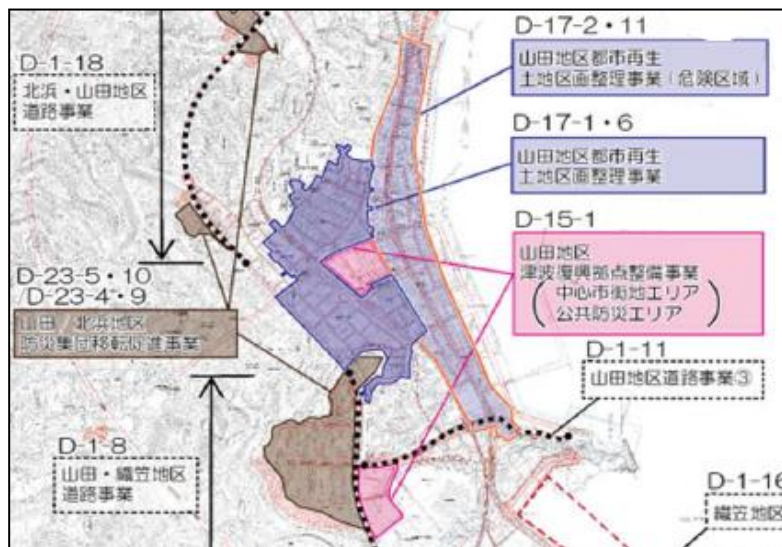 D-17-2・11
山田地区都市再生
土地区画整理事業(危険区域)
D-1-18
北浜・山田地区
道路事業
D-17-1・6
山田地区都市再生
土地区画整理事業
D-15-1
山田地区
津波復興部点整備事業
(中心市街地エリア
公共防災エリア)
D-23-5・10
/D-23-4・9
山田/北浜地区
防災集団移転促進事業
D-1-11
山田地区道路事業③
D-1-8
山田・織笠地区
道路事業
D-1-16
織笠地区